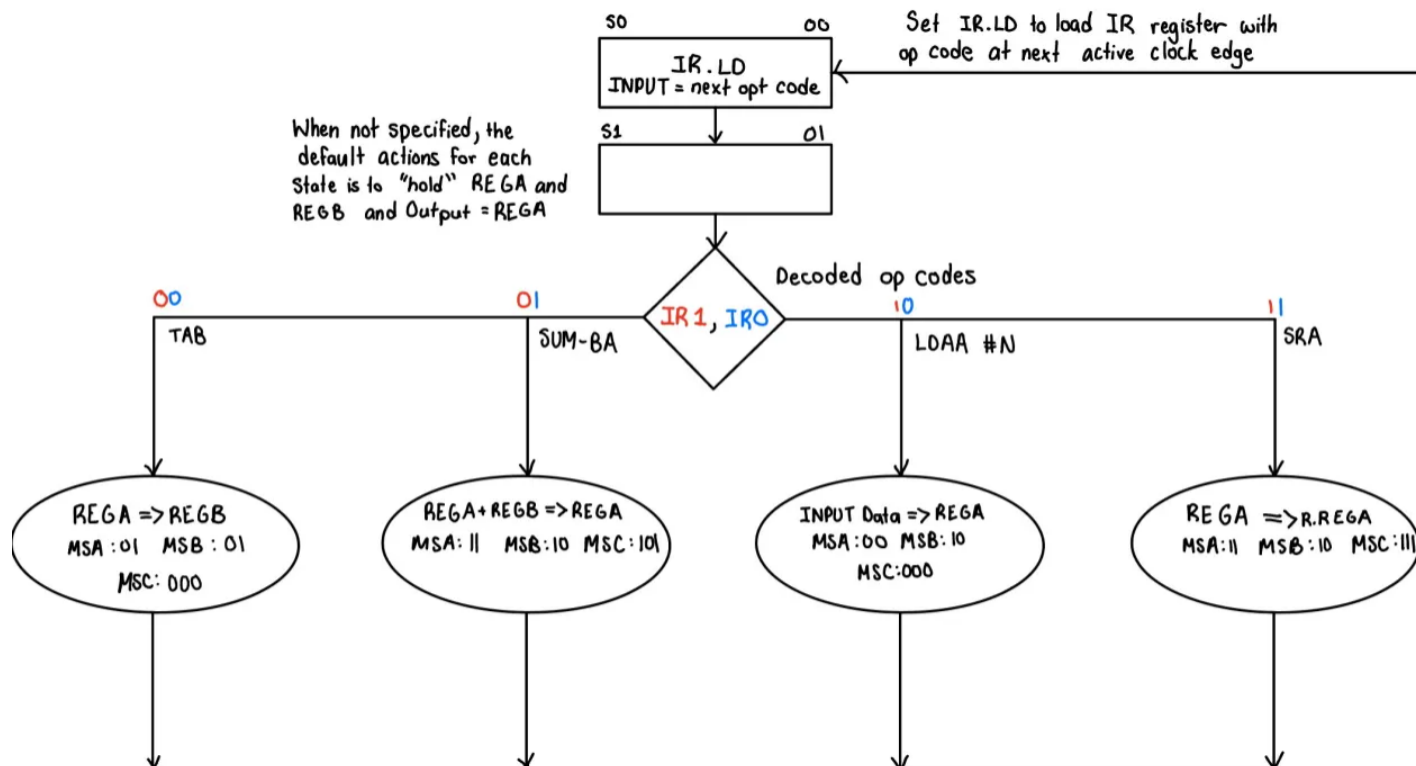 S0 00
IR.LD
INPUT = next opt code
Set IR.LD to load IR register with
op code at next active clock edge
When not specified, the
default actions for each
state is to "hold" REGA and
REGB and Output = REGA
S1 01
Decoded op codes
IR1, IR0
00
TAB
01
SUM-BA
10
LDAA #N
11
SRA
REGA => REGB
MSA:01 MSB:01
MSC:000
REGA+REGB => REGA
MSA:11 MSB:10 MSC:101
INPUT Data => REGA
MSA:00 MSB:10
MSC:000
REGA => R.REGA
MSA:11 MSB:10 MSC:111